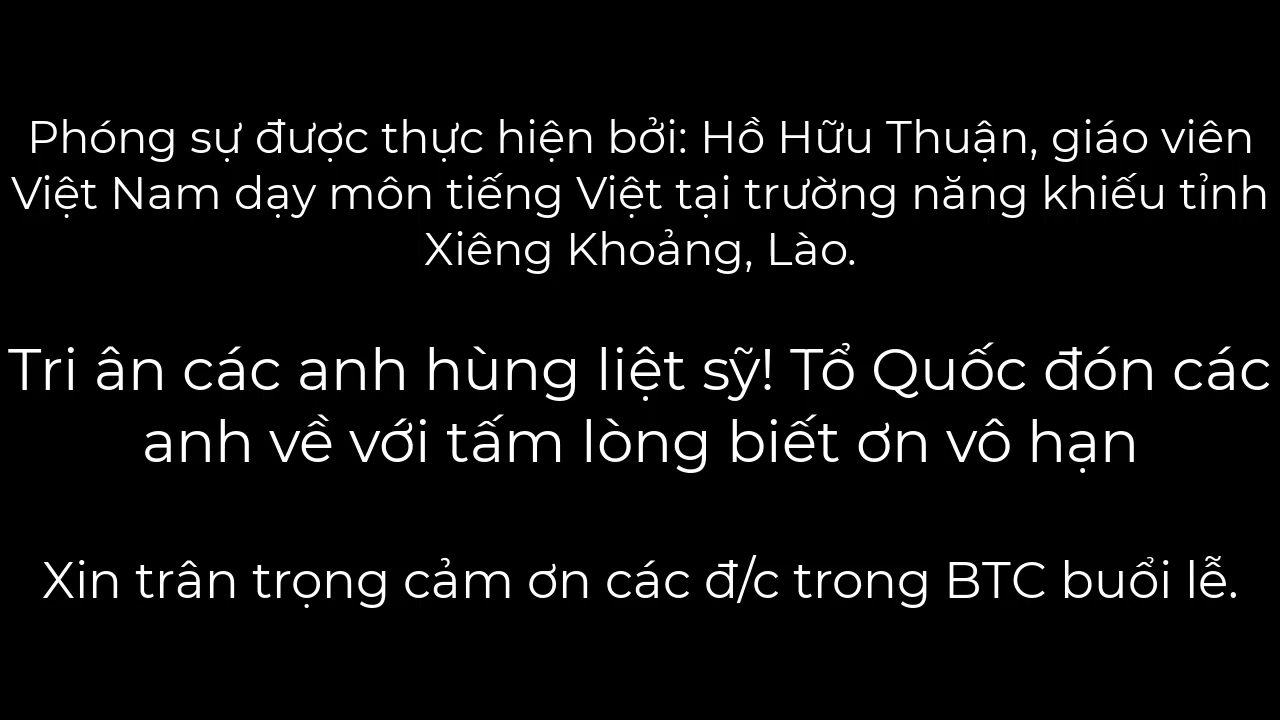 Phóng sự được thực hiện bởi: Hồ Hữu Thuận, giáo viên
Việt Nam dạy môn tiếng Việt tại trường năng khiếu tỉnh
Xiêng Khoảng, Lào.
Tri ân các anh hùng liệt sỹ! Tổ Quốc đón các
anh về với tấm lòng biết ơn vô hạn
Xin trân trọng cảm ơn các đ/c trong BTC buổi lễ.